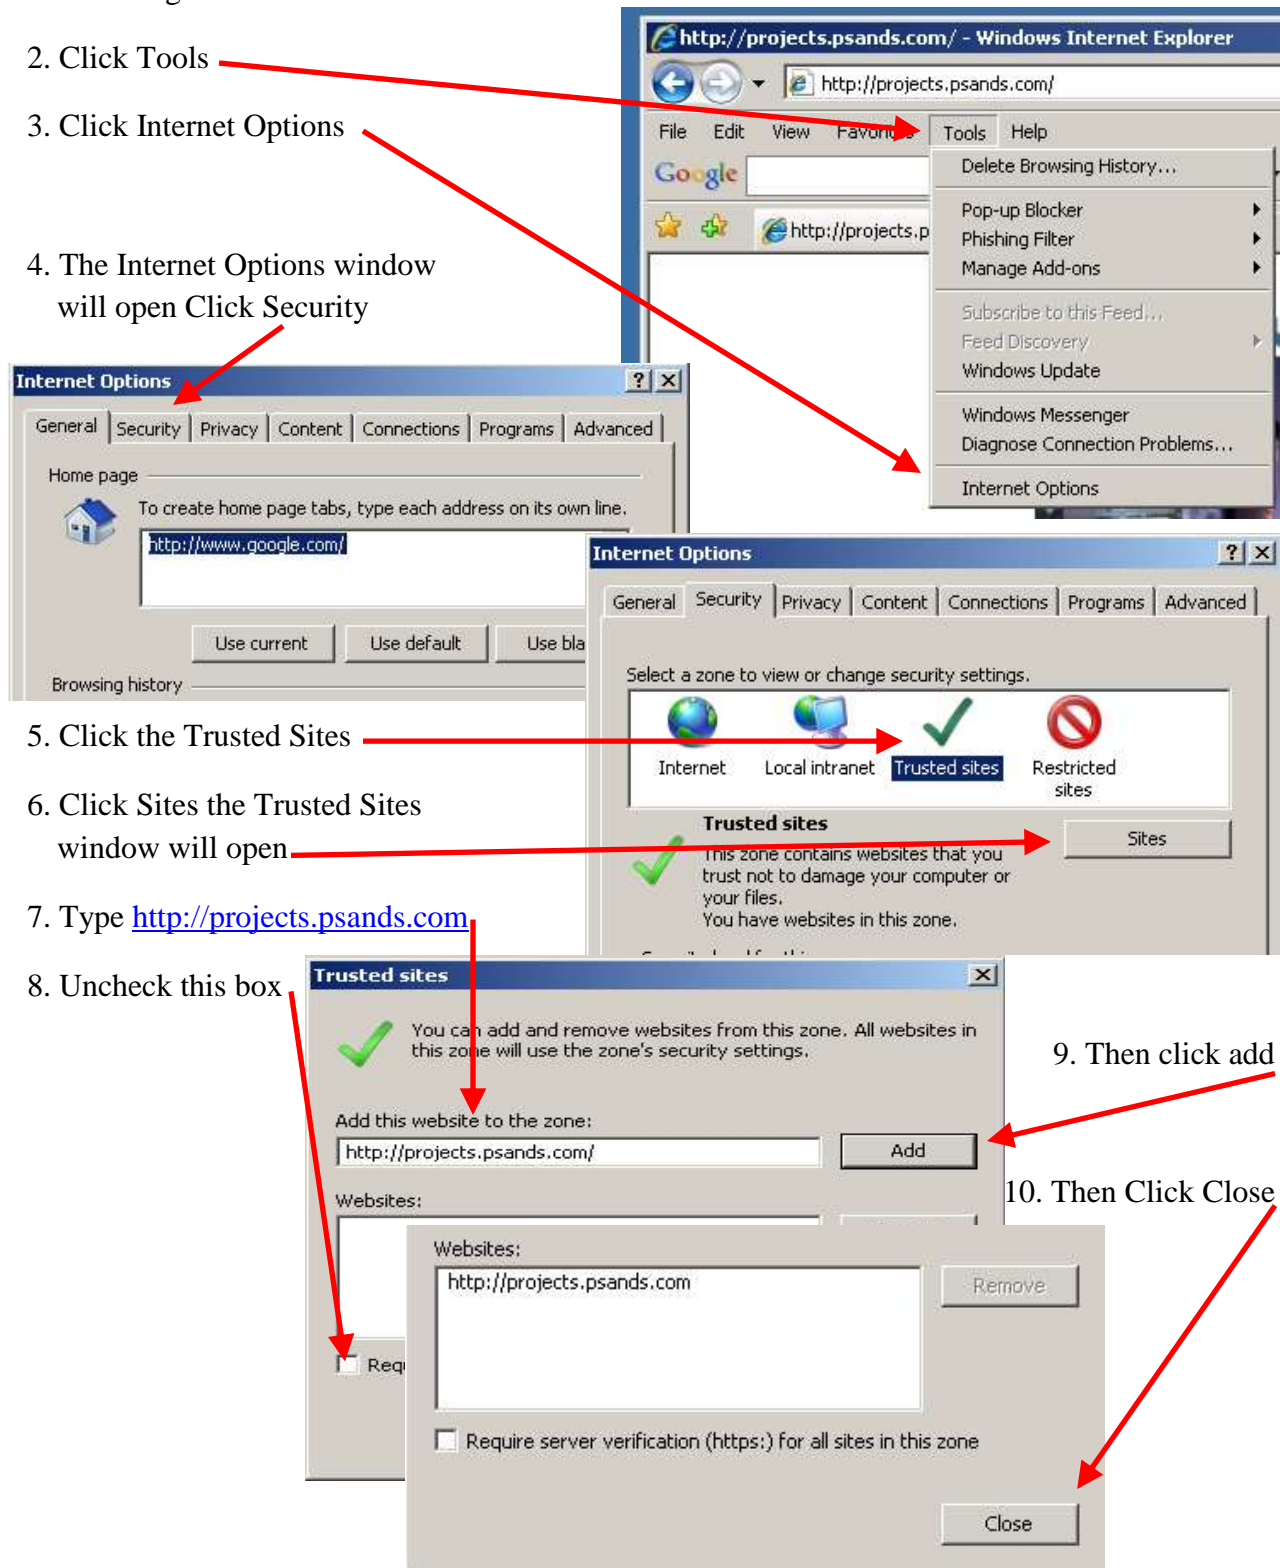 2. Click Tools
3. Click Internet Options
4. The Internet Options window
will open Click Security
http://projects.psands.com/ - Windows Internet Explorer
http://projects.psands.com/
File Edit View Favorites Tools Help
Google
http://projects.p
Delete Browsing History...
Pop-up Blocker
Phishing Filter
Manage Add-ons
Subscribe to this Feed...
Feed Discovery
Windows Update
Windows Messenger
Diagnose Connection Problems...
Internet Options
Internet Options
General Security Privacy Content Connections Programs Advanced
Home page
To create home page tabs, type each address on its own line.
http://www.google.com/
Use current Use default Use bla
Browsing history
Internet Options
General Security Privacy Content Connections Programs Advanced
Select a zone to view or change security settings.
Internet Local intranet Trusted sites Restricted
sites
Trusted sites
This zone contains websites that you
trust not to damage your computer or
your files.
You have websites in this zone.
Sites
5. Click the Trusted Sites
6. Click Sites the Trusted Sites
window will open
7. Type http://projects.psands.com
8. Uncheck this box
Trusted sites
You can add and remove websites from this zone. All websites in
this zone will use the zone's security settings.
Add this website to the zone:
http://projects.psands.com/
Add
Websites:
Requ
9. Then click add
10. Then Click Close
Websites:
http://projects.psands.com
Remove
Require server verification (https:) for all sites in this zone
Close